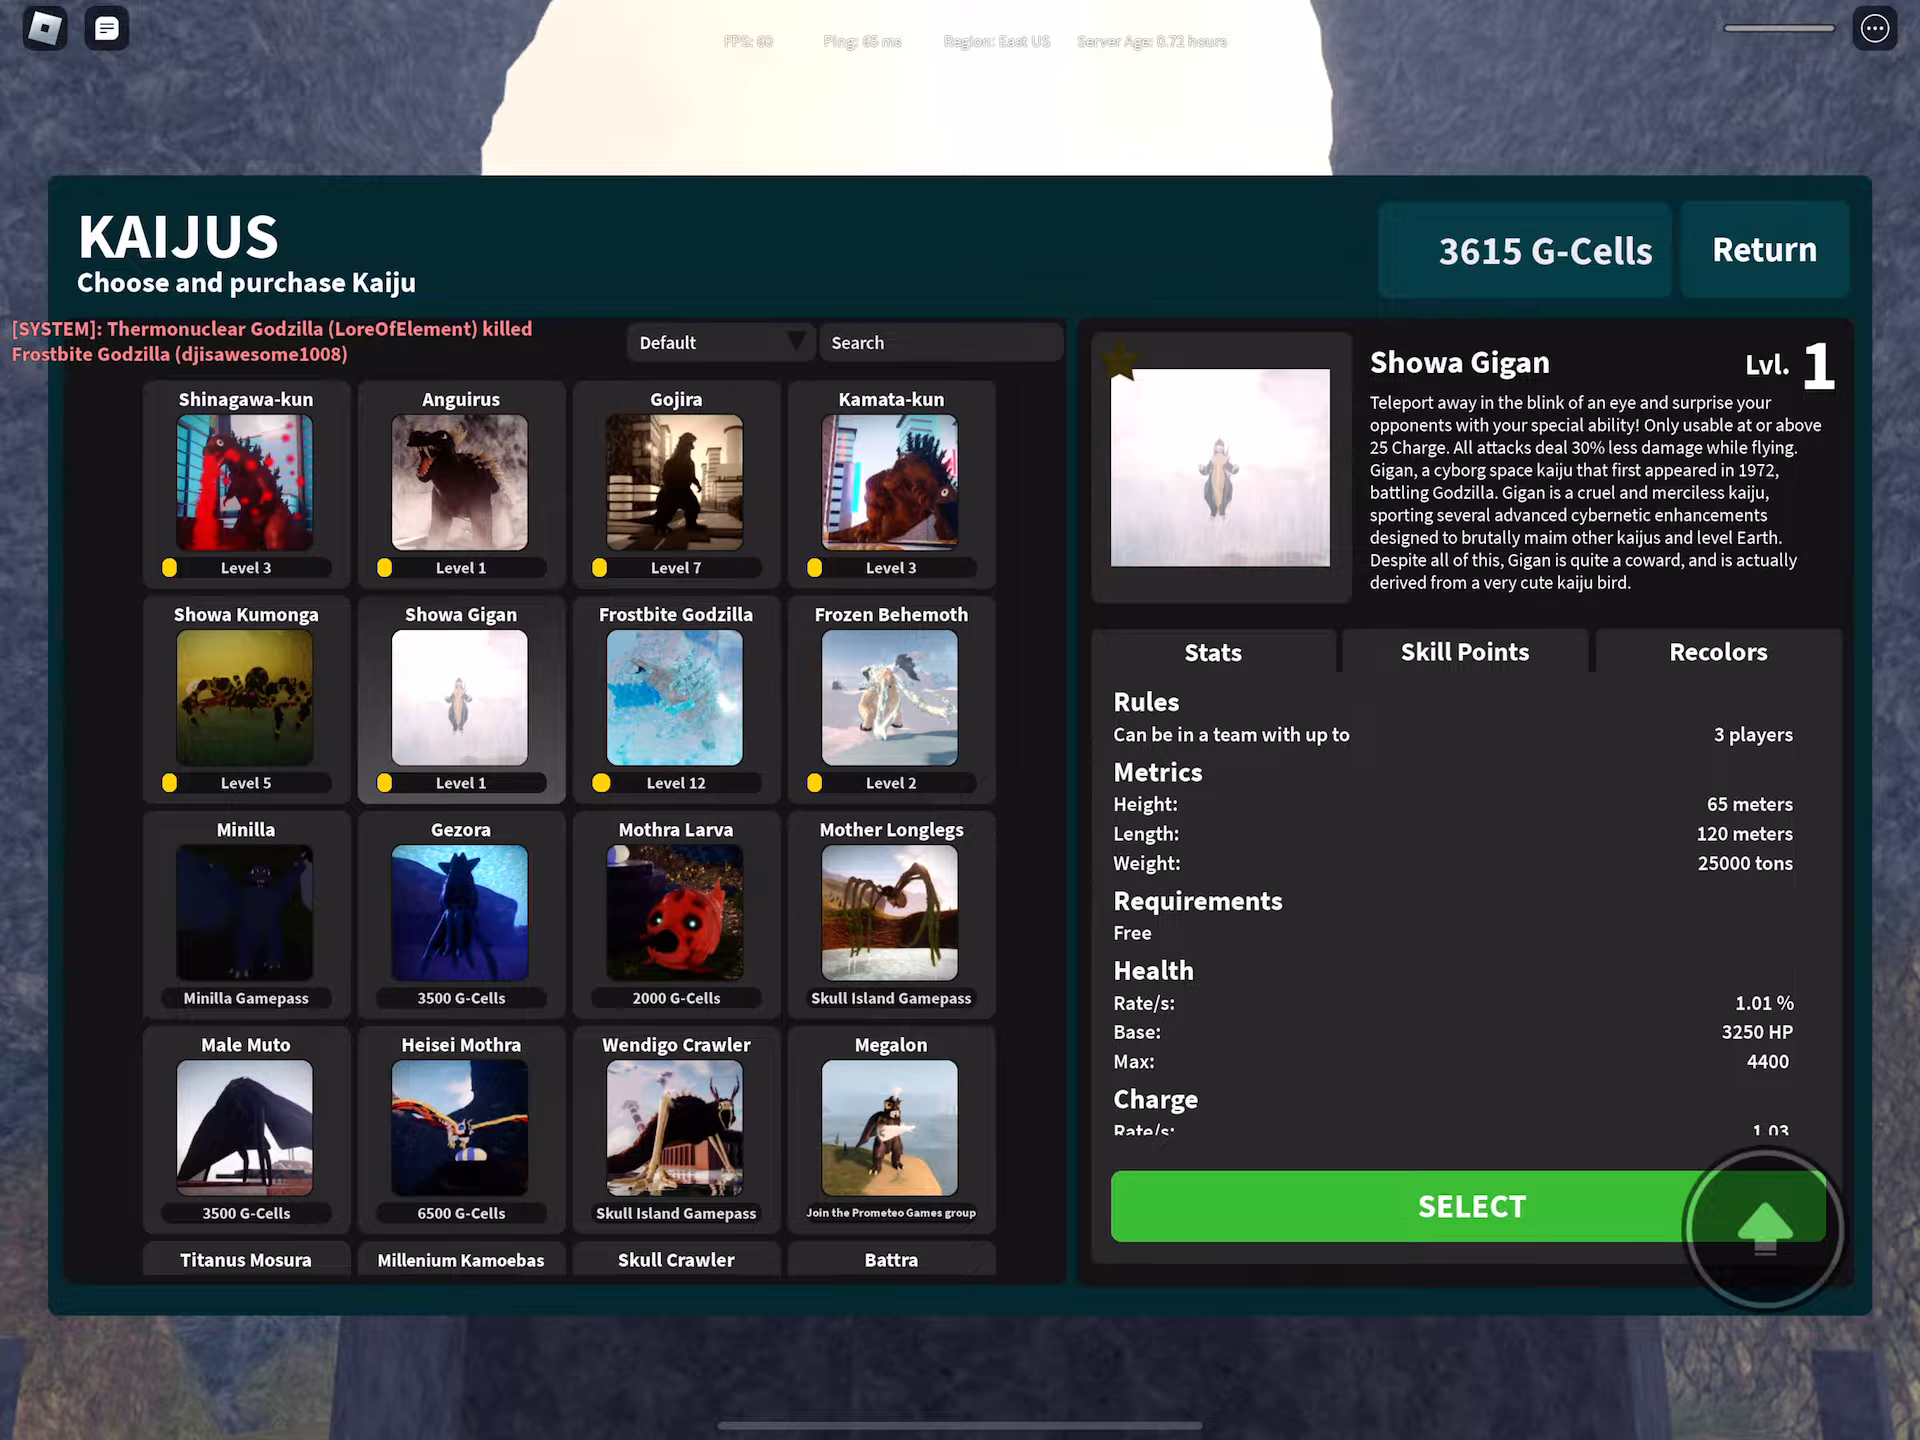 FPS: 60 Ping: 65 ms Region: East US Server Age: 0.72 hours
KAIJUS
Choose and purchase Kaiju
3615 G-Cells
Return
[SYSTEM]: Thermonuclear Godzilla (LoreOfElement) killed
Frostbite Godzilla (djisawesome1008)
Default
Search
Shinagawa-kun
Level 3
Anguirus
Level 1
Gojira
Level 7
Kamata-kun
Level 3
Showa Kumonga
Level 5
Showa Gigan
Level 1
Frostbite Godzilla
Level 12
Frozen Behemoth
Level 2
Minilla
Minilla Gamepass
Gezora
3500 G-Cells
Mothra Larva
2000 G-Cells
Mother Longlegs
Skull Island Gamepass
Male Muto
3500 G-Cells
Heisei Mothra
6500 G-Cells
Wendigo Crawler
Skull Island Gamepass
Megalon
Join the Prometeo Games group
Titanus Mosura
Millenium Kamoebas
Skull Crawler
Battra
Showa Gigan
Lvl. 1
Teleport away in the blink of an eye and surprise your
opponents with your special ability! Only usable at or above
25 Charge. All attacks deal 30% less damage while flying.
Gigan, a cyborg space kaiju that first appeared in 1972,
battling Godzilla. Gigan is a cruel and merciless kaiju,
sporting several advanced cybernetic enhancements
designed to brutally maim other kaijus and level Earth.
Despite all of this, Gigan is quite a coward, and is actually
derived from a very cute kaiju bird.
Stats
Skill Points
Recolors
Rules
Can be in a team with up to 3 players
Metrics
Height: 65 meters
Length: 120 meters
Weight: 25000 tons
Requirements
Free
Health
Rate/s: 1.01 %
Base: 3250 HP
Max: 4400
Charge
Rate/s: 1.03
SELECT